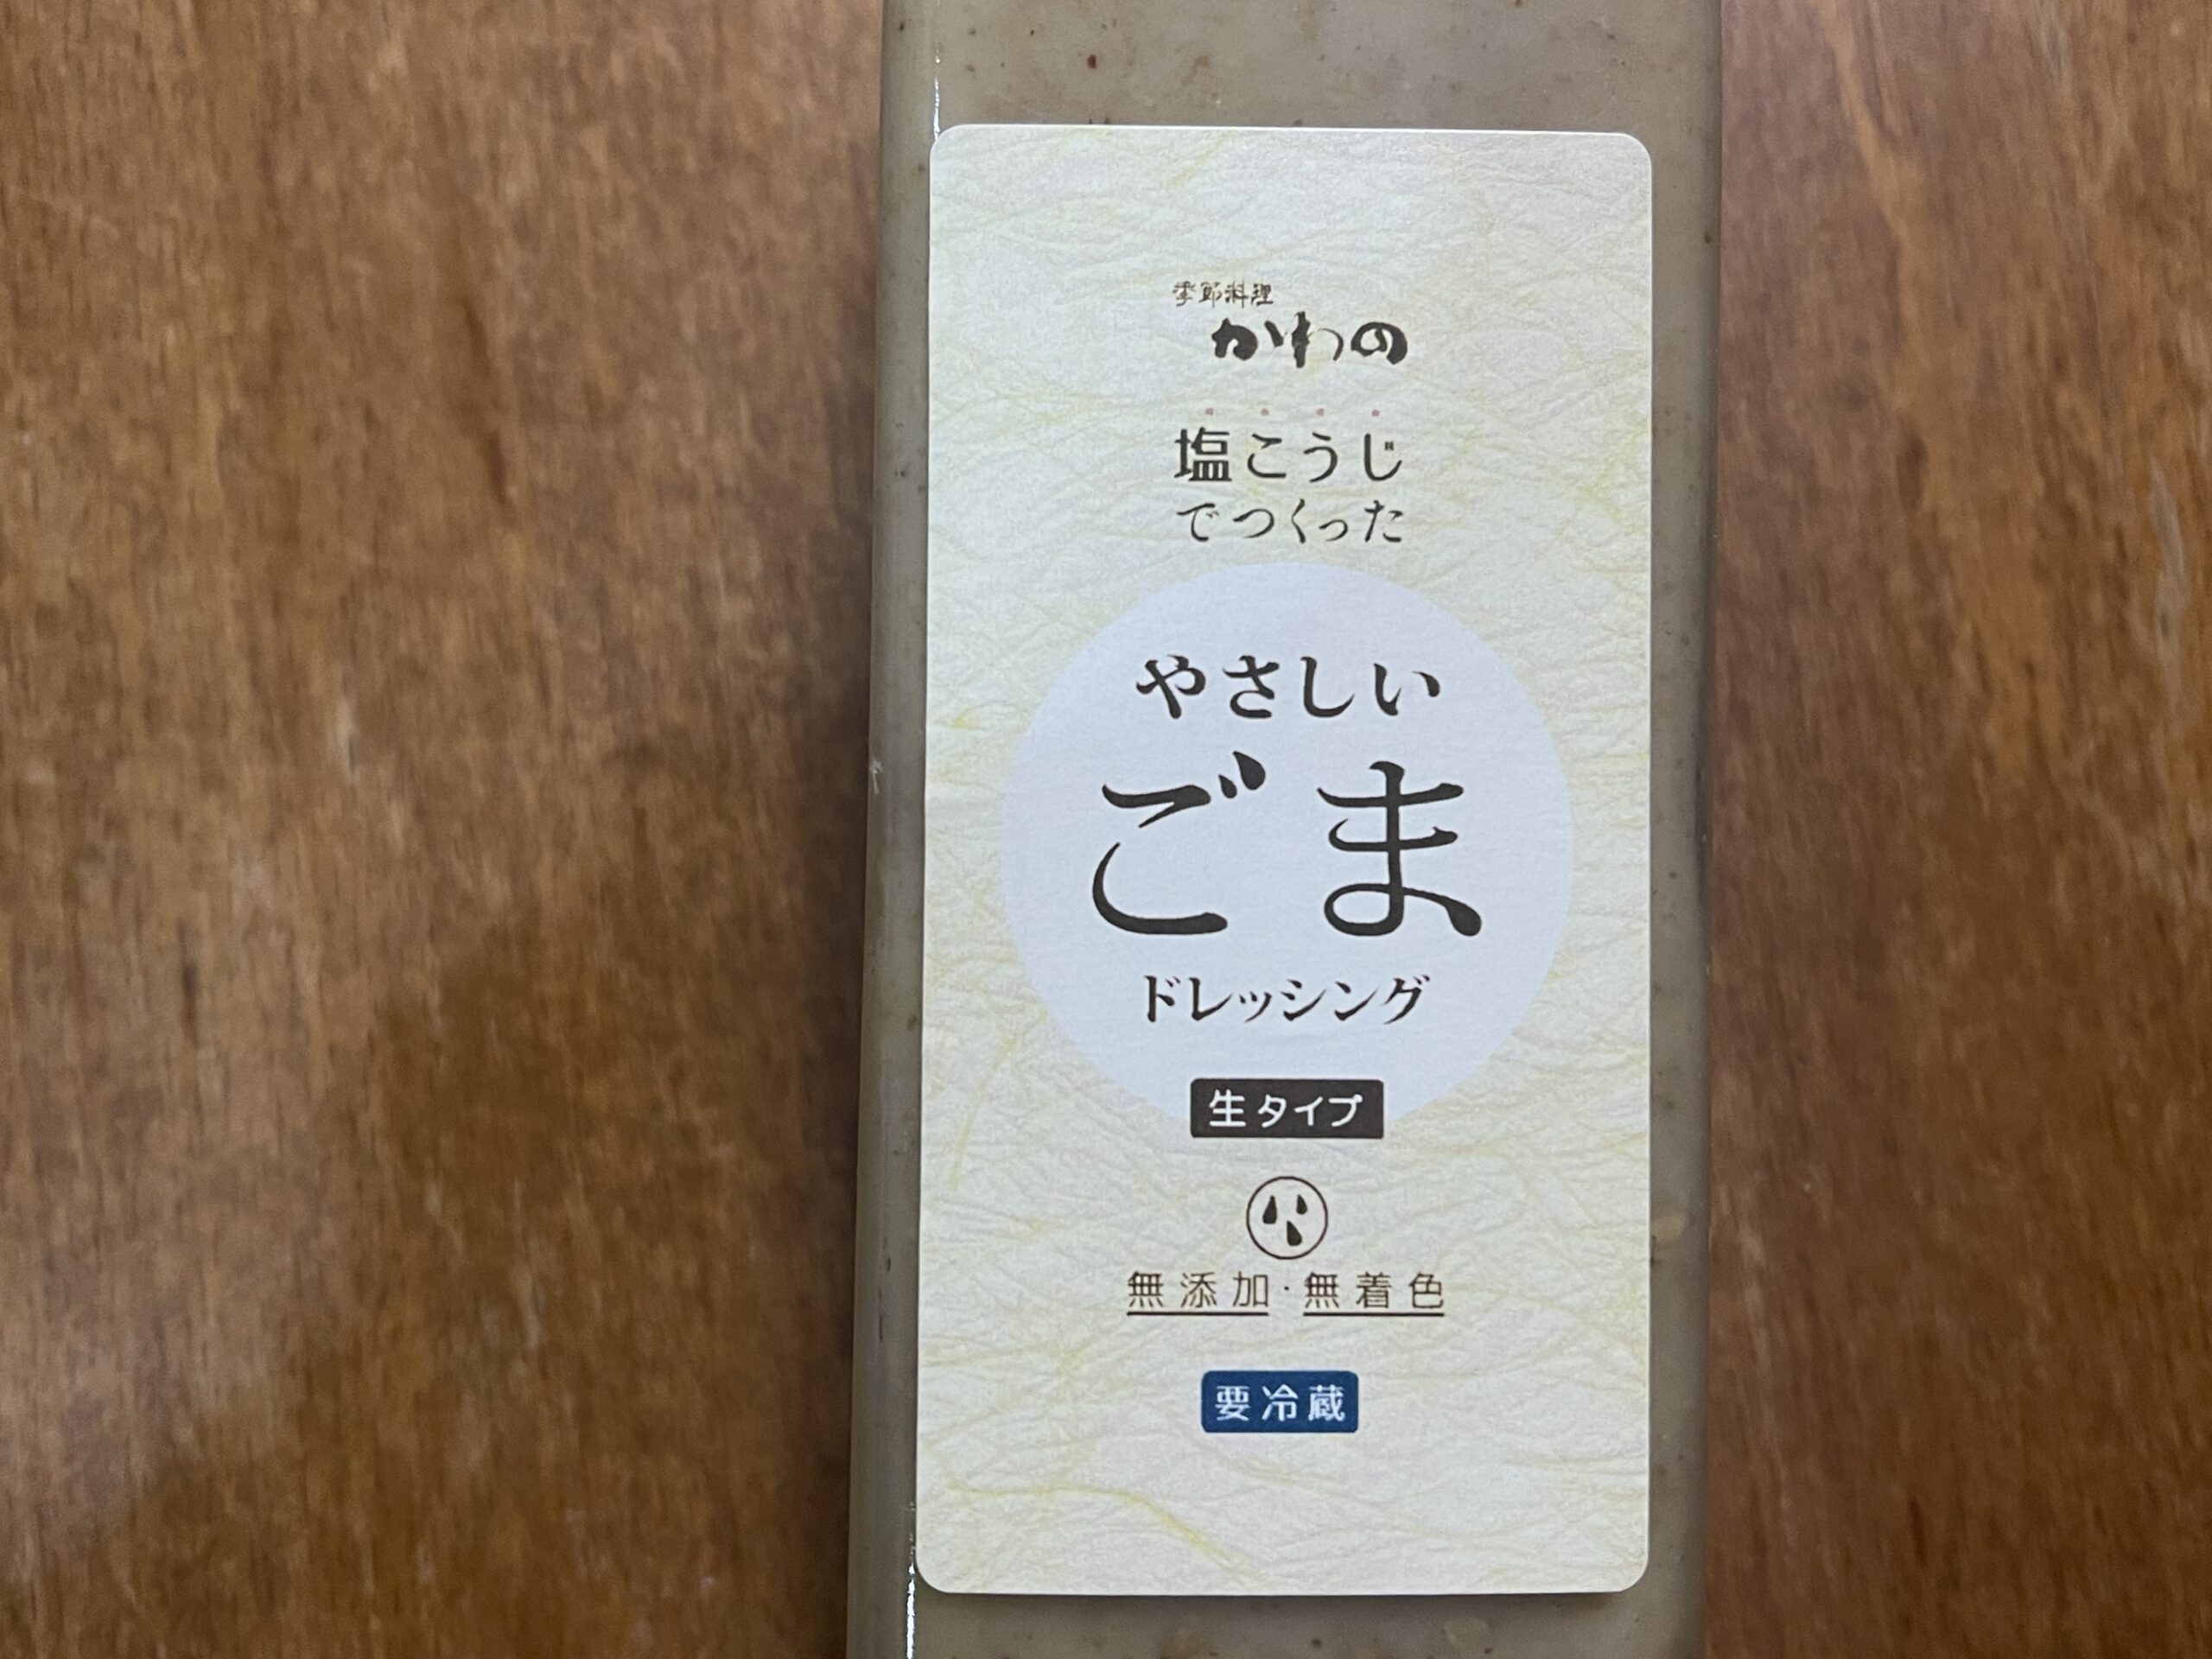 季節料理
かわの
塩こうじ
でつくった
やさしい
ごま
ドレッシング
生タイプ
無添加・無着色
要冷蔵